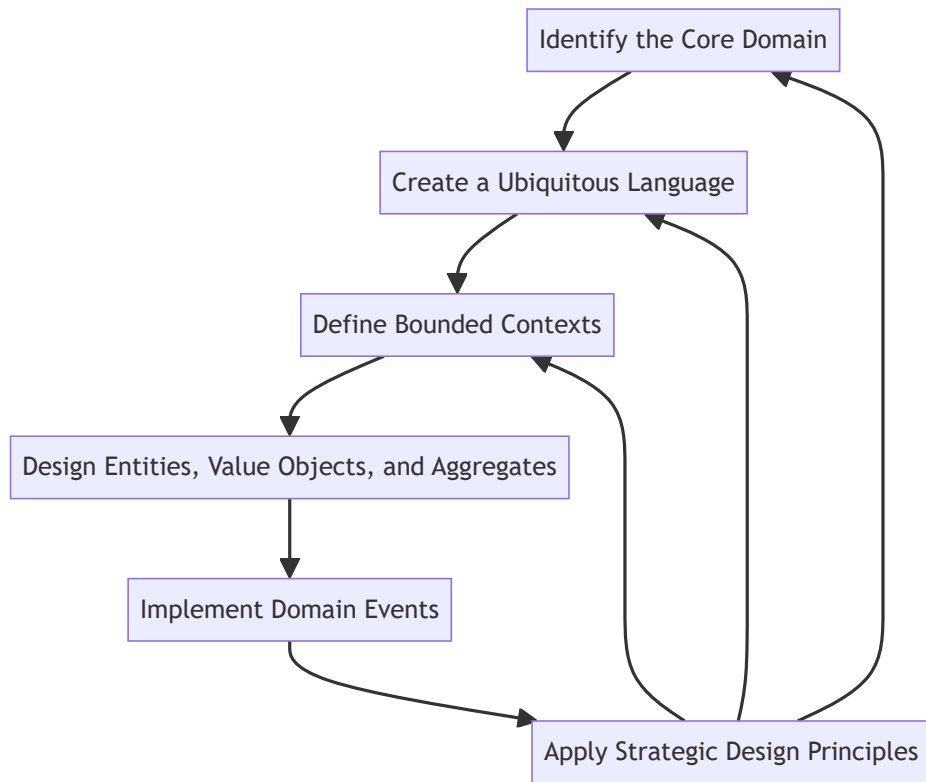 Identify the Core Domain
Create a Ubiquitous Language
Define Bounded Contexts
Design Entities, Value Objects, and Aggregates
Implement Domain Events
Apply Strategic Design Principles